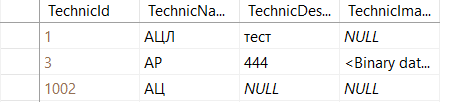 TechnicId TechnicNa... TechnicDes... TechnicIma...
1 АЦЛ тест NULL
3 АР 444 <Binary dat...
1002 АЦ NULL NULL